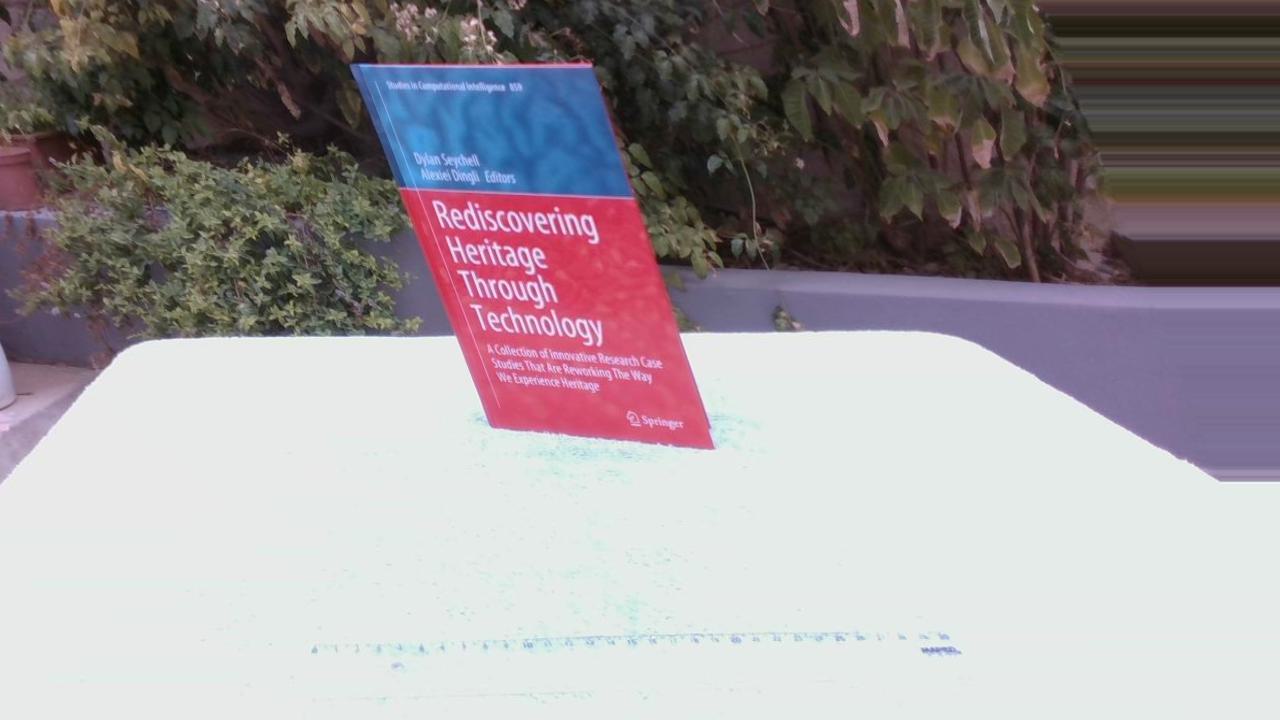 Studies in Computational Intelligence 859
Dylan Seychell
Alexiei Dingli Editors
Rediscovering
Heritage
Through
Technology
A Collection of Innovative Research Case
Studies That Are Reworking The Way
We Experience Heritage
Springer